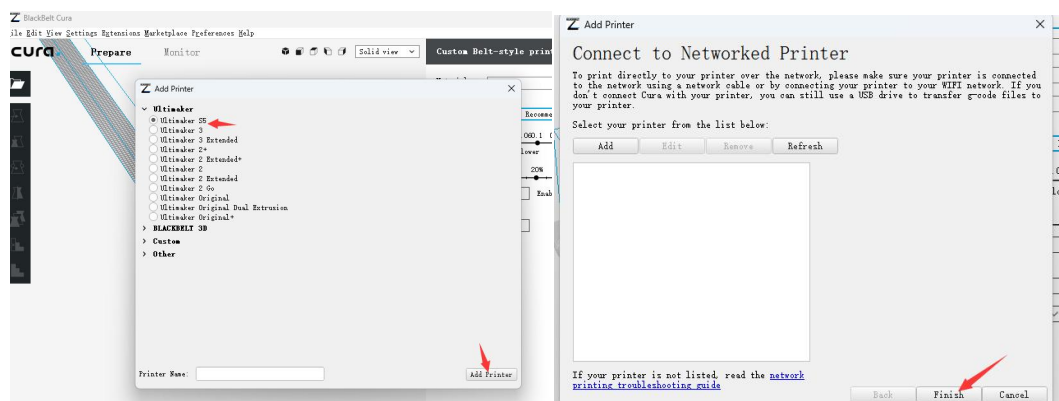 BlackBelt Cura
ile Edit View Settings Extensions Marketplace Preferences Help
cura.
Prepare
Monitor
Solid view
Custom Belt-style print
Add Printer
Ultimaker
Ultimaker S5
Ultimaker 3
Ultimaker 3 Extended
Ultimaker 2+
Ultimaker 2 Extended+
Ultimaker 2
Ultimaker 2 Extended
Ultimaker 2 Go
Ultimaker Original
Ultimaker Original Dual Extrusion
Ultimaker Original+
BLACKBELT 3D
Custom
Other
Printer Name:
Add Printer
Recomme
20%
Enab
Add Printer
Connect to Networked Printer
To print directly to your printer over the network, please make sure your printer is connected
to the network using a network cable or by connecting your printer to your WIFI network. If you
don't connect Cura with your printer, you can still use a USB drive to transfer g-code files to
your printer.
Select your printer from the list below:
Add
Edit
Remove
Refresh
If your printer is not listed, read the network
printing troubleshooting guide
Back
Finish
Cancel